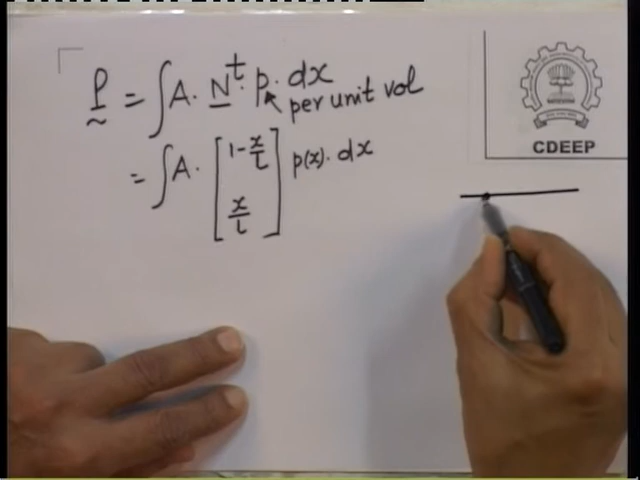 P = ∫A. N^t. p. dx
per unit vol
= ∫A. [1-x/L
x/L] p(x). dx
CDEEP